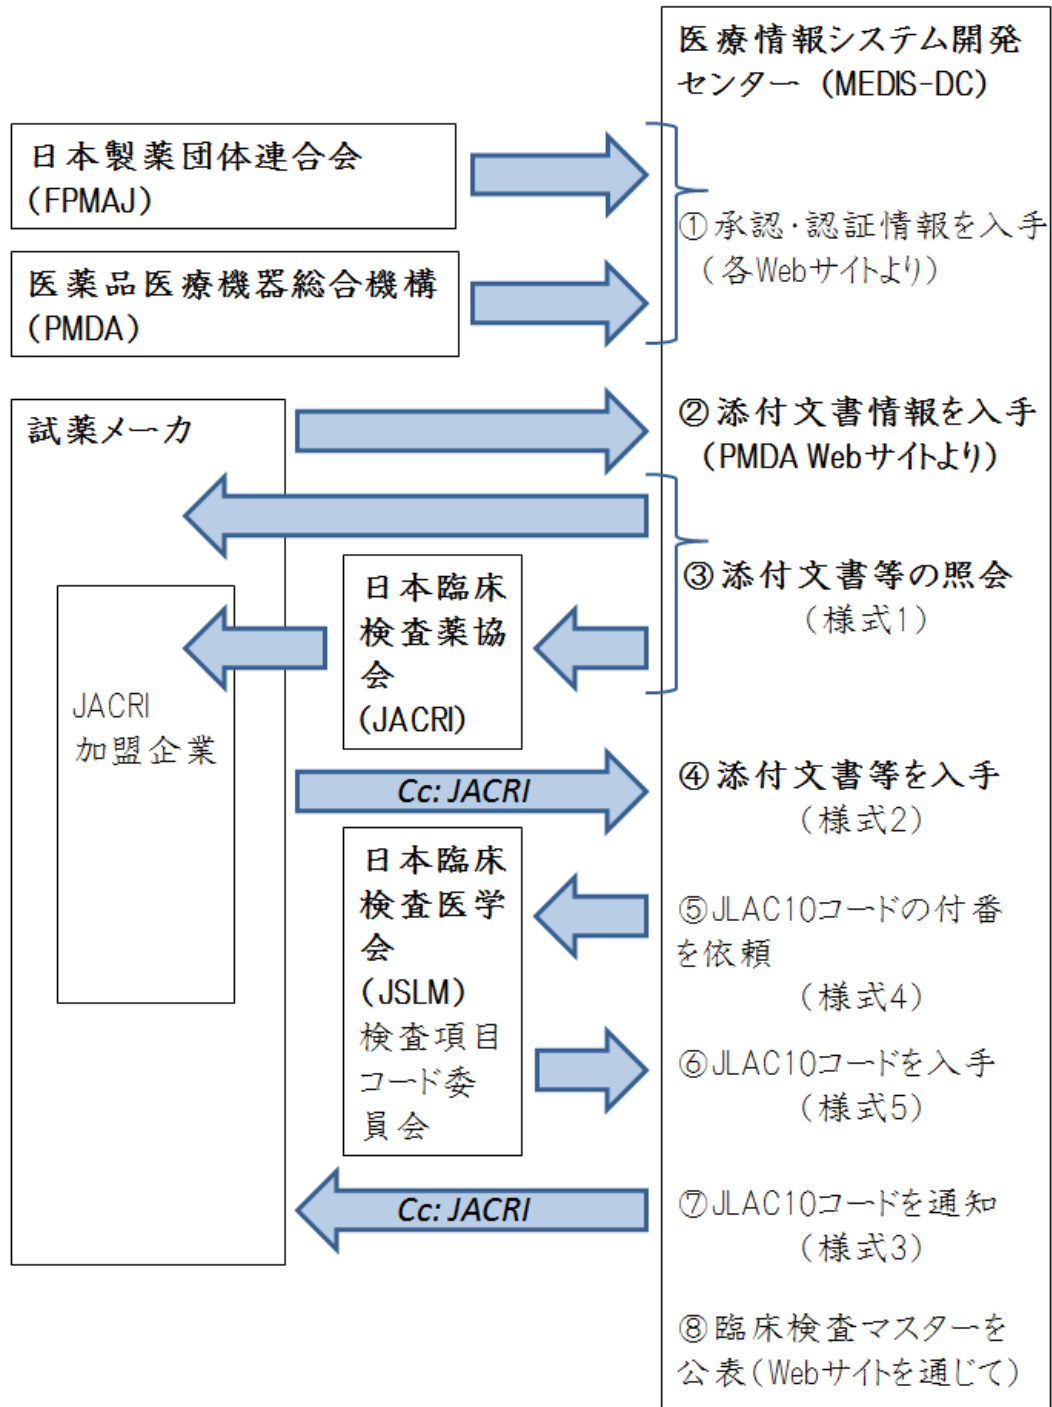 医療情報システム開発
センター (MEDIS-DC)
日本製薬団体連合会
(FPMAJ)
①承認・認証情報を入手
(各Webサイトより)
医薬品医療機器総合機構
(PMDA)
試薬メーカ
②添付文書情報を入手
(PMDA Webサイトより)
③添付文書等の照会
(様式1)
日本臨床
検査薬協
会
(JACRI)
JACRI
加盟企業
Cc: JACRI
④添付文書等を入手
(様式2)
日本臨床
検査医学
会
(JSLM)
検査項目
コード委
員会
⑤JLAC10コードの付番
を依頼
(様式4)
⑥JLAC10コードを入手
(様式5)
Cc: JACRI
⑦JLAC10コードを通知
(様式3)
⑧臨床検査マスターを
公表(Webサイトを通じて)